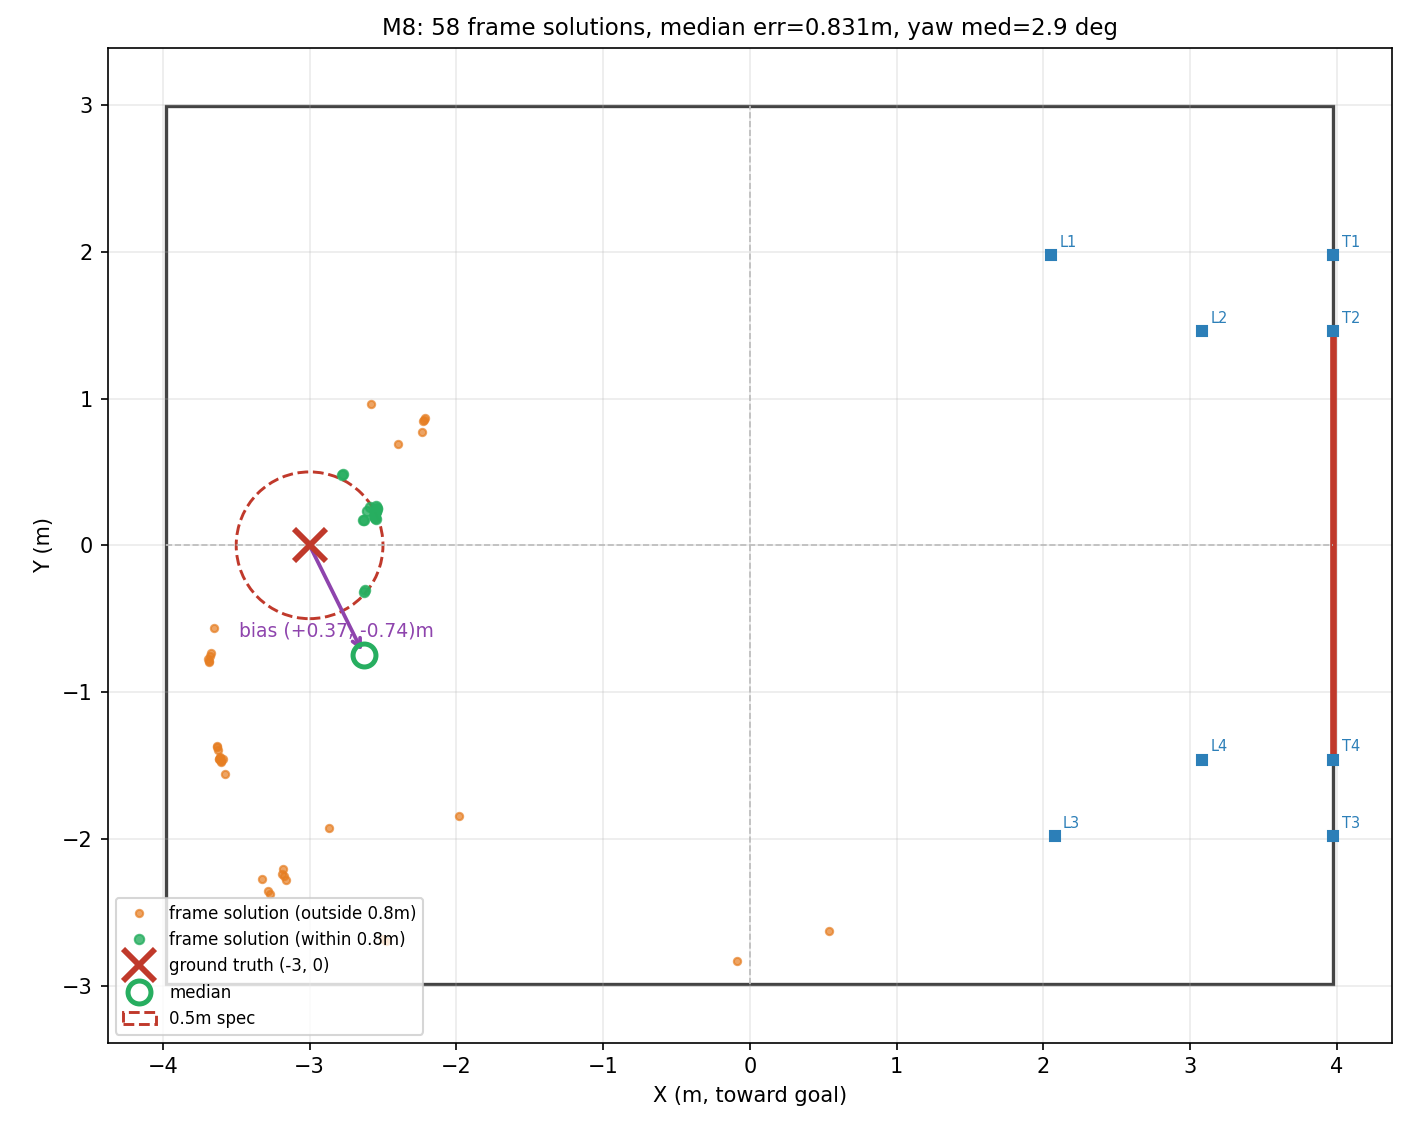 M8: 58 frame solutions, median err=0.831m, yaw med=2.9 deg
3
2
1
0
−1
−2
−3
Y (m)
L1
T1
L2
T2
bias (+0.37, -0.74)m
L4
T4
L3
T3
frame solution (outside 0.8m)
frame solution (within 0.8m)
ground truth (-3, 0)
median
0.5m spec
−4
−3
−2
−1
0
1
2
3
4
X (m, toward goal)